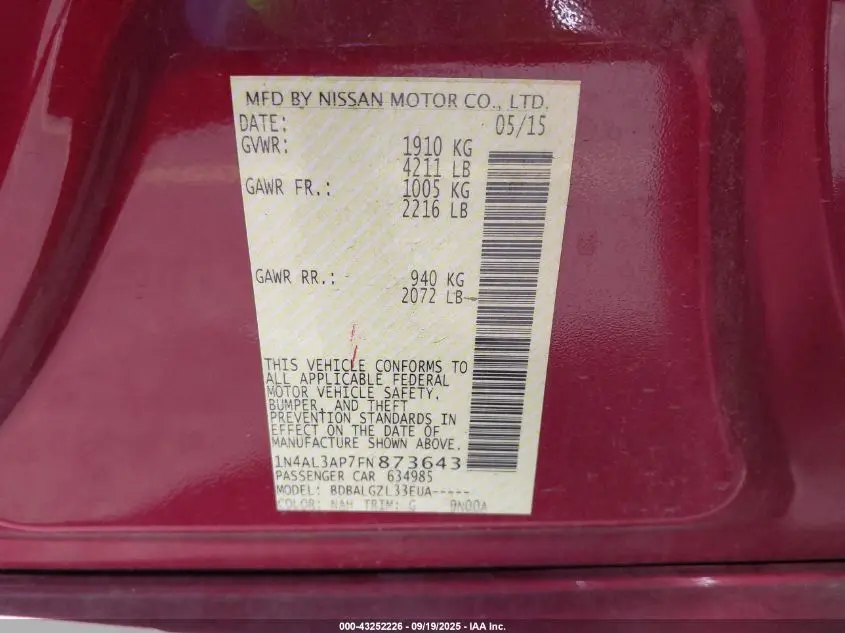 MFD BY NISSAN MOTOR CO., LTD.
DATE: 05/15
GVWR: 1910 KG
4211 LB
GAWR FR.: 1005 KG
2216 LB
GAWR RR.: 940 KG
2072 LB
THIS VEHICLE CONFORMS TO
ALL APPLICABLE FEDERAL
MOTOR VEHICLE SAFETY,
BUMPER, AND THEFT
PREVENTION STANDARDS IN
EFFECT ON THE DATE OF
MANUFACTURE SHOWN ABOVE.
1N4AL3AP7FN873643
PASSENGER CAR 634985
MODEL: BDBALGZL33EUA-----
COLOR: NAH TRIM: G
000-43252226 - 09/19/2025 - IAA Inc.